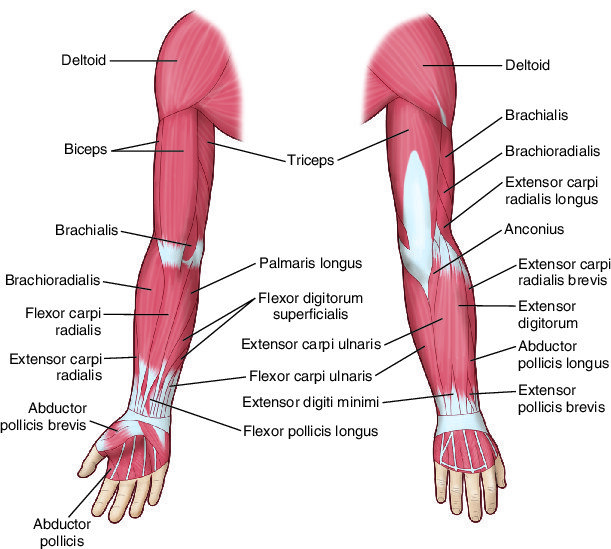 Deltoid
Biceps
Brachialis
Brachioradialis
Flexor carpi
radialis
Extensor carpi
radialis
Abductor
pollicis brevis
Abductor
pollicis
Triceps
Palmaris longus
Flexor digitorum
superficialis
Extensor carpi ulnaris
Flexor carpi ulnaris
Extensor digiti minimi
Flexor pollicis longus
Deltoid
Brachialis
Brachioradialis
Extensor carpi
radialis longus
Anconius
Extensor carpi
radialis brevis
Extensor
digitorum
Abductor
pollicis longus
Extensor
pollicis brevis